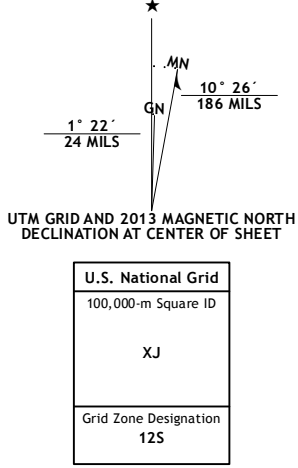 ★
MN
10° 26´
186 MILS
GN
1° 22´
24 MILS
UTM GRID AND 2013 MAGNETIC NORTH
DECLINATION AT CENTER OF SHEET
U.S. National Grid
100,000-m Square ID
XJ
Grid Zone Designation
12S